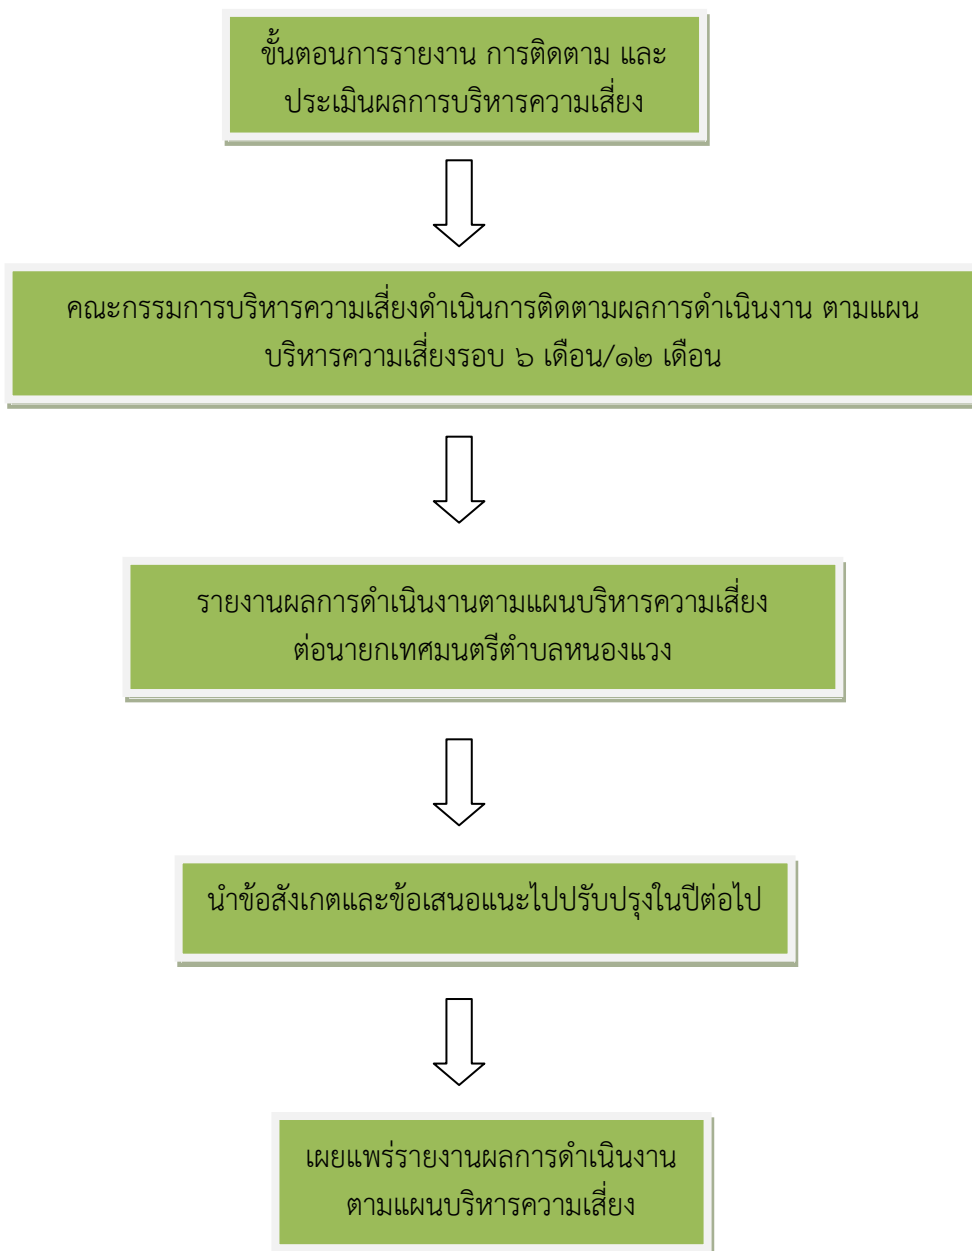 ขั้นตอนการรายงาน การติดตาม และ
ประเมินผลการบริหารความเสี่ยง
คณะกรรมการบริหารความเสี่ยงดำเนินการติดตามผลการดำเนินงาน ตามแผน
บริหารความเสี่ยงรอบ ๖ เดือน/๑๒ เดือน
รายงานผลการดำเนินงานตามแผนบริหารความเสี่ยง
ต่อนายกเทศมนตรีตำบลหนองแวง
นำข้อสังเกตและข้อเสนอแนะไปปรับปรุงในปีต่อไป
เผยแพร่รายงานผลการดำเนินงาน
ตามแผนบริหารความเสี่ยง